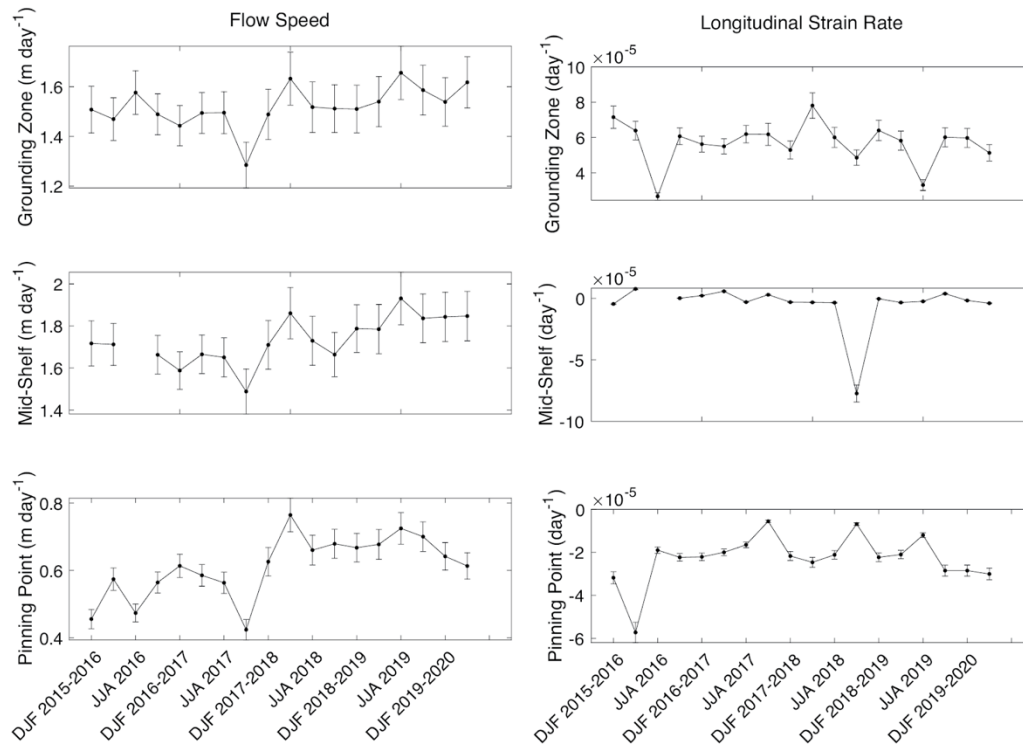 Flow Speed
Grounding Zone (m day⁻¹)
1.6
1.4
1.2
Mid-Shelf (m day⁻¹)
2
1.8
1.6
1.4
Pinning Point (m day⁻¹)
0.8
0.6
0.4
DJF 2015-2016
JJA 2016
DJF 2016-2017
JJA 2017
DJF 2017-2018
JJA 2018
DJF 2018-2019
JJA 2019
DJF 2019-2020
Longitudinal Strain Rate
×10⁻⁵
Grounding Zone (day⁻¹)
10
8
6
4
×10⁻⁵
Mid-Shelf (day⁻¹)
0
-5
-10
×10⁻⁵
Pinning Point (day⁻¹)
0
-2
-4
-6
DJF 2015-2016
JJA 2016
DJF 2016-2017
JJA 2017
DJF 2017-2018
JJA 2018
DJF 2018-2019
JJA 2019
DJF 2019-2020